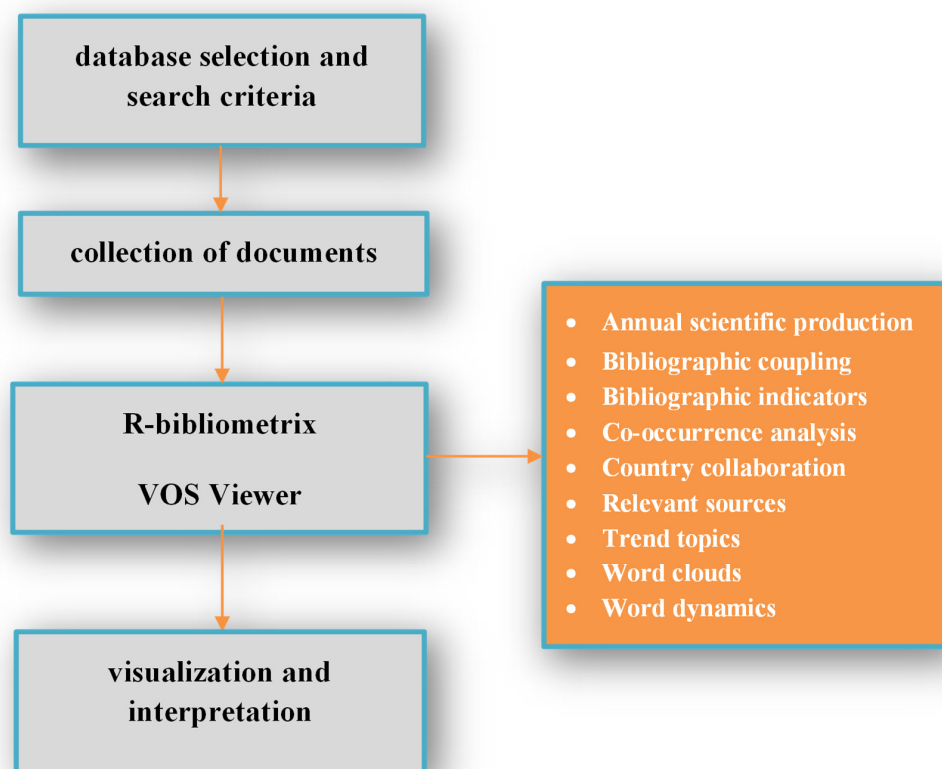 database selection and
search criteria
collection of documents
R-bibliometrix
VOS Viewer
• Annual scientific production
• Bibliographic coupling
• Bibliographic indicators
• Co-occurrence analysis
• Country collaboration
• Relevant sources
• Trend topics
• Word clouds
• Word dynamics
visualization and
interpretation